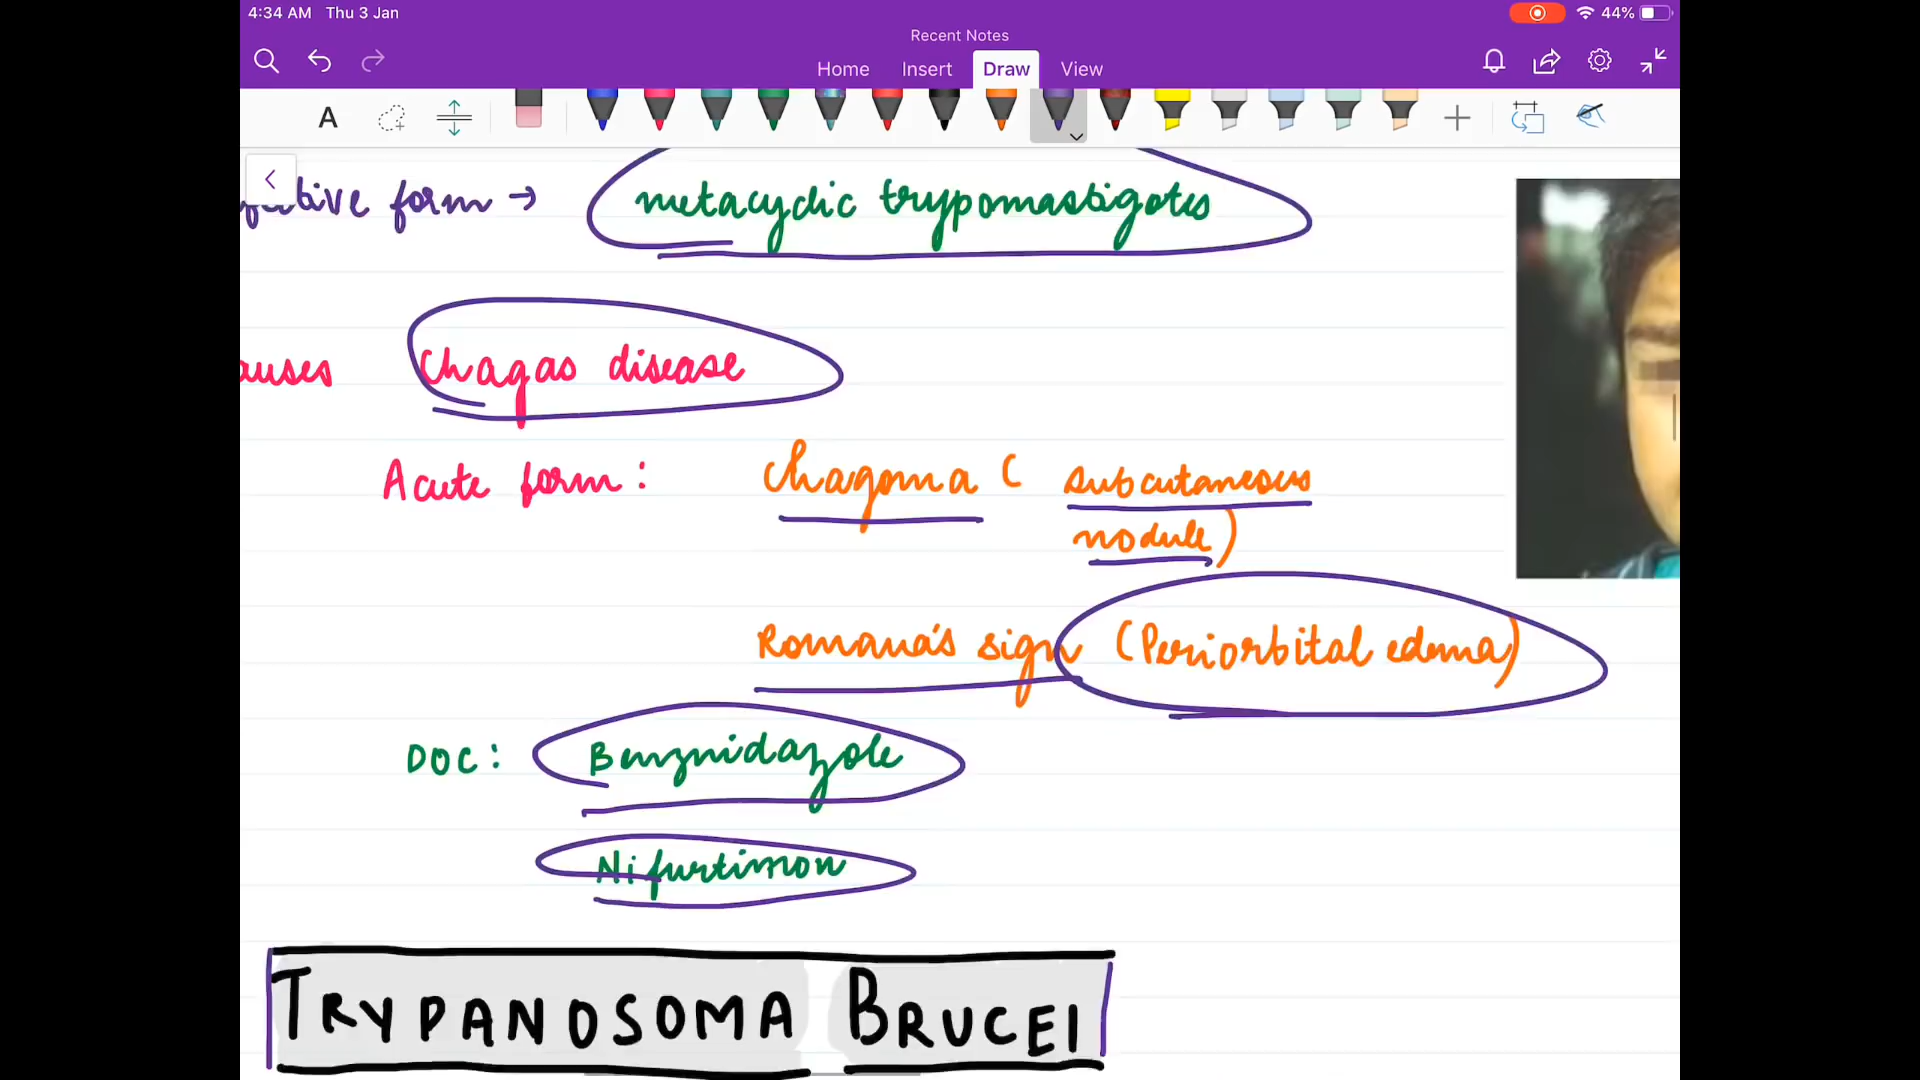 4:34 AM Thu 3 Jan
44%
Recent Notes
Home Insert Draw View
A
metacyclic trypomastigotes
form →
Chagas disease
Acute form: Chagoma ( subcutaneous
nodule)
Romana's sign (Periorbital edema)
DOC: Benznidazole
Nifurtimox
TRYPANOSOMA BRUCEI